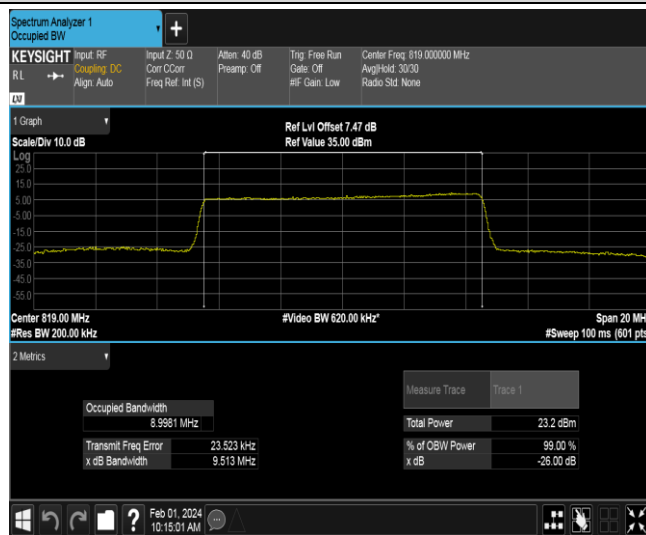 Spectrum Analyzer 1
Occupied BW
KEYSIGHT
RL
LXI
Input: RF
Coupling: DC
Align: Auto
Input Z: 50 Ω
Corr CCorr
Freq Ref: Int (S)
Atten: 40 dB
Preamp: Off
Trig: Free Run
Gate: Off
#IF Gain: Low
Center Freq: 819.000000 MHz
Avg|Hold: 30/30
Radio Std: None
1 Graph
Scale/Div 10.0 dB
Ref Lvl Offset 7.47 dB
Ref Value 35.00 dBm
Log
25.0
15.0
5.00
-5.00
-15.0
-25.0
-35.0
-45.0
-55.0
Center 819.00 MHz
#Res BW 200.00 kHz
#Video BW 620.00 kHz*
Span 20 MH
#Sweep 100 ms (601 pts
2 Metrics
Measure Trace Trace 1
Occupied Bandwidth
8.9981 MHz
Total Power 23.2 dBm
Transmit Freq Error 23.523 kHz
% of OBW Power 99.00 %
x dB Bandwidth 9.513 MHz
x dB -26.00 dB
?
Feb 01, 2024
10:15:01 AM